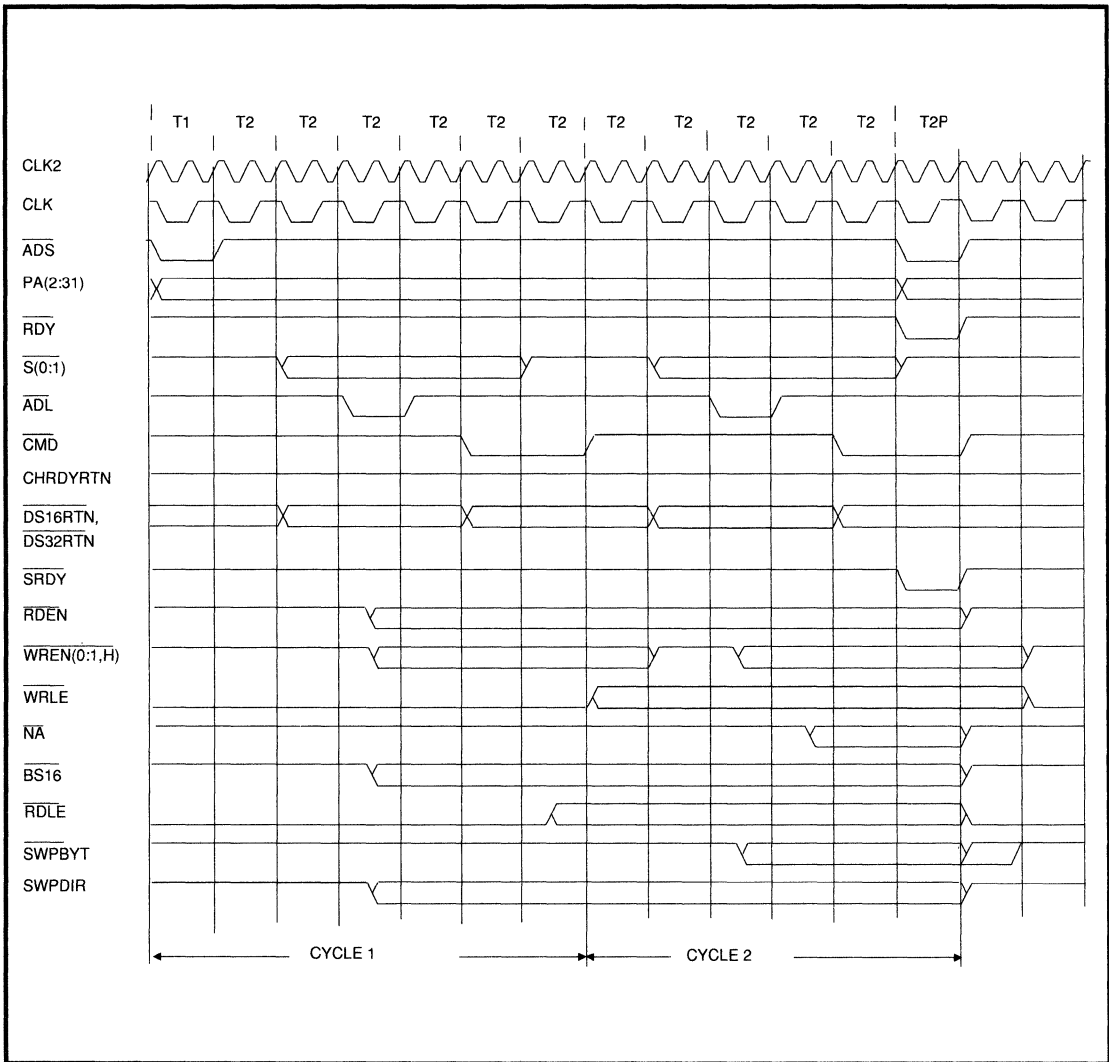 T1 T2 T2 T2 T2 T2 T2 T2 T2 T2 T2 T2 T2P
CLK2
CLK
ADS
PA(2:31)
RDY
S(0:1)
ADL
CMD
CHRDYRTN
DS16RTN,
DS32RTN
SRDY
RDEN
WREN(0:1,H)
WRLE
NA
BS16
RDLE
SWPBYT
SWPDIR
CYCLE 1 CYCLE 2